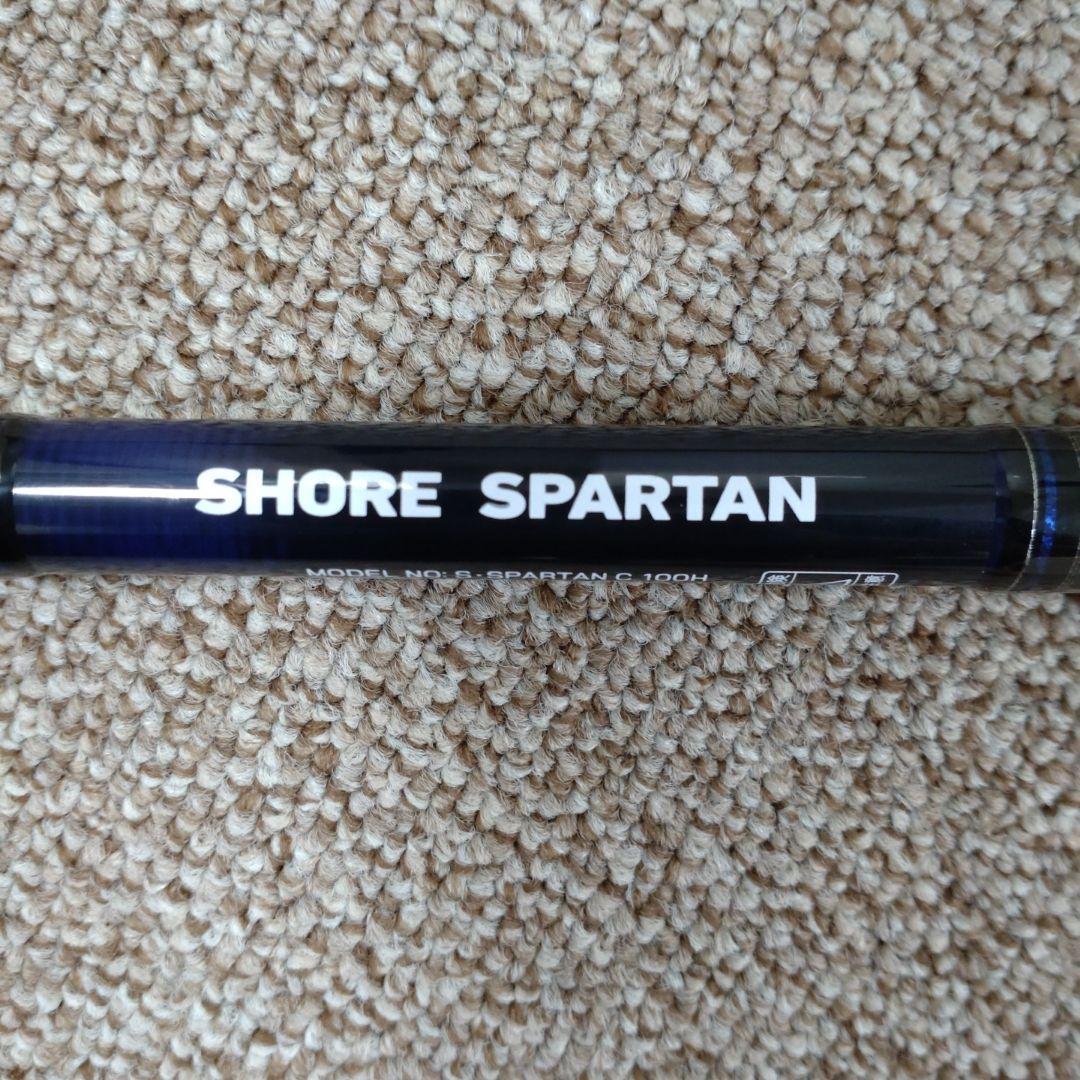 SHORE SPARTAN
MODEL NO: S・SPARTAN C 100H